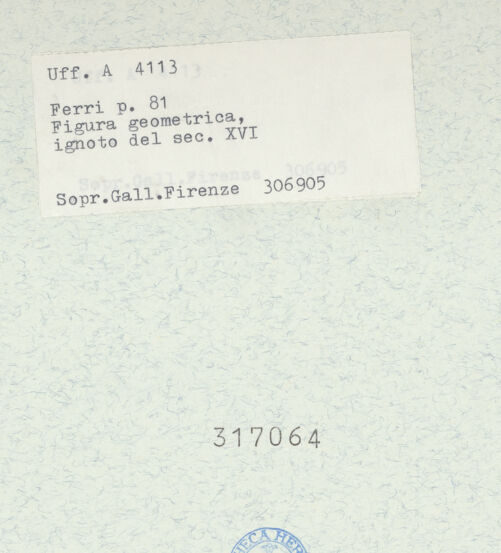 Uff. A 4113
Ferri p. 81
Figura geometrica,
ignoto del sec. XVI
Sopr.Gall.Firenze 306905
317064